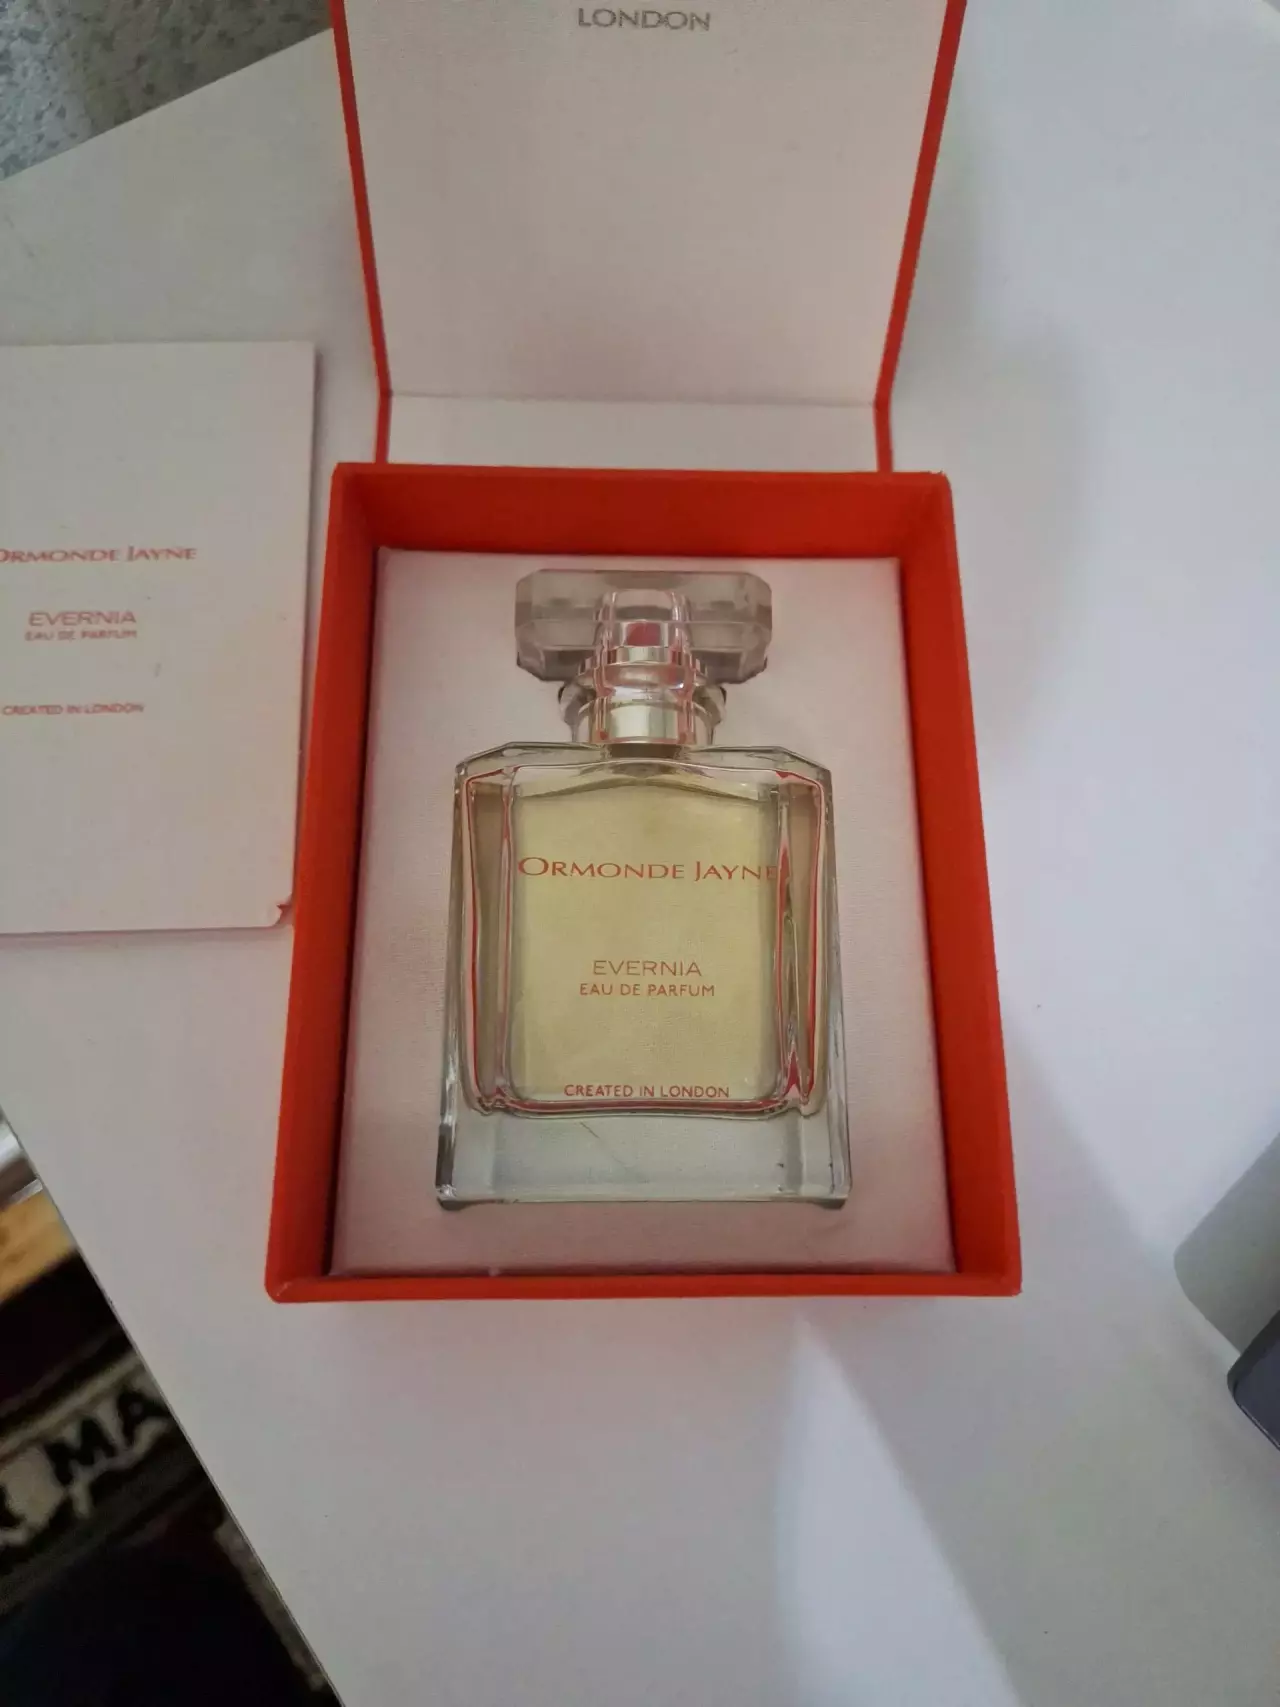 LONDON
ORMONDE JAYNE
EVERNIA
EAU DE PARFUM
CREATED IN LONDON
ORMONDE JAYNE
EVERNIA
EAU DE PARFUM
CREATED IN LONDON
MA